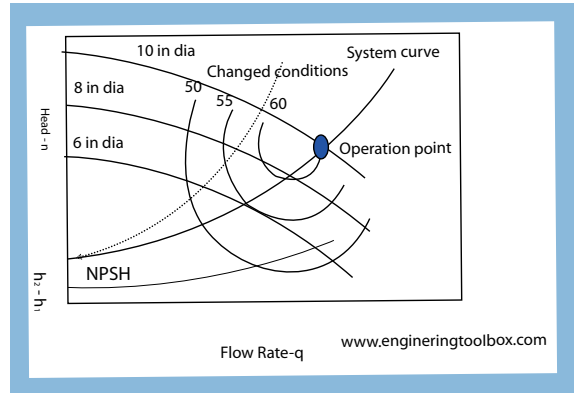 10 in dia
System curve
Changed conditions
8 in dia
50
55
60
6 in dia
Head -n
Operation point
NPSH
h₂ - h₁
www.engineringtoolbox.com
Flow Rate-q